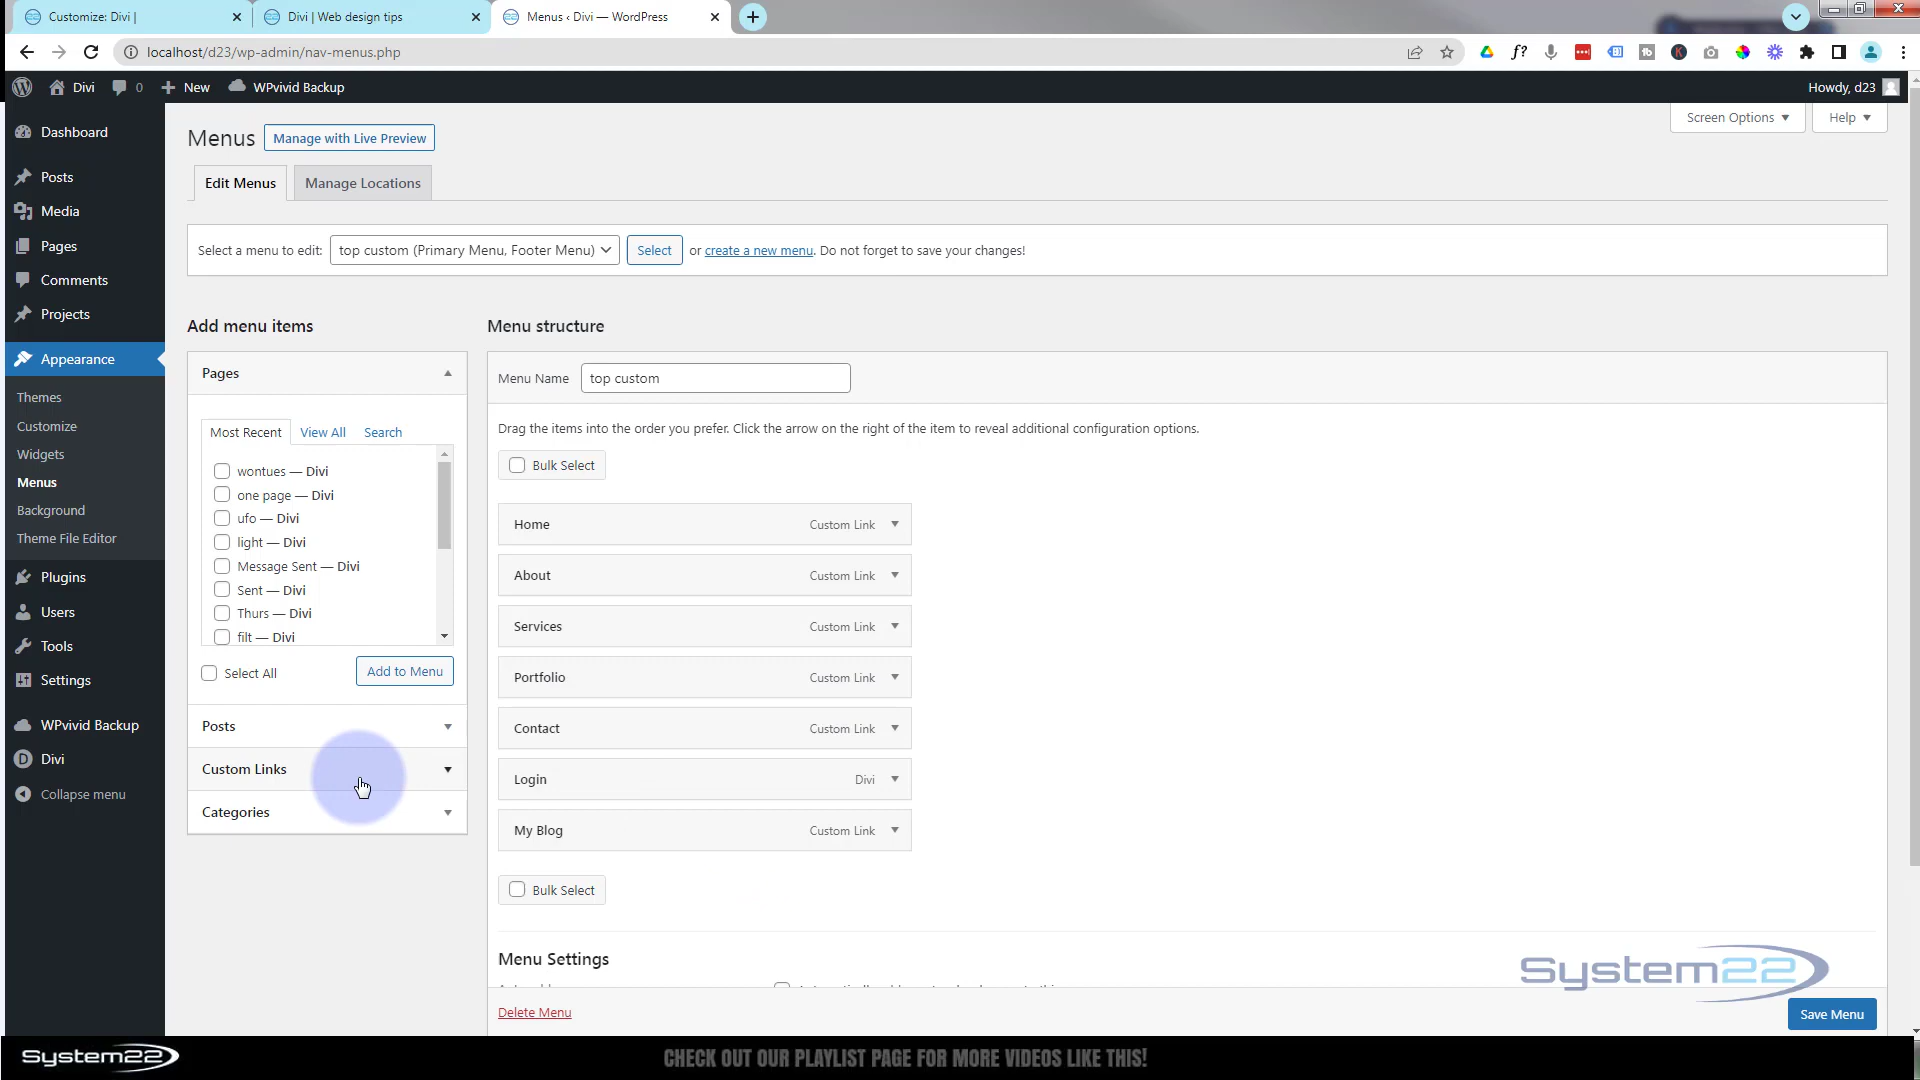 Customize: Divi |
Divi | Web design tips
Menus ‹ Divi — WordPress
localhost/d23/wp-admin/nav-menus.php
Divi
0
New
WPvivid Backup
Howdy, d23
Screen Options
Help
Dashboard
Posts
Media
Pages
Comments
Projects
Appearance
Themes
Customize
Widgets
Menus
Background
Theme File Editor
Plugins
Users
Tools
Settings
WPvivid Backup
Divi
Collapse menu
Menus
Manage with Live Preview
Edit Menus
Manage Locations
Select a menu to edit: top custom (Primary Menu, Footer Menu) Select or create a new menu. Do not forget to save your changes!
Add menu items
Pages
Most Recent View All Search
wontues — Divi
one page — Divi
ufo — Divi
light — Divi
Message Sent — Divi
Sent — Divi
Thurs — Divi
filt — Divi
Select All Add to Menu
Posts
Custom Links
Categories
Menu structure
Menu Name top custom
Drag the items into the order you prefer. Click the arrow on the right of the item to reveal additional configuration options.
Bulk Select
Home Custom Link
About Custom Link
Services Custom Link
Portfolio Custom Link
Contact Custom Link
Login Divi
My Blog Custom Link
Bulk Select
Menu Settings
Delete Menu
Save Menu
System22
System22
CHECK OUT OUR PLAYLIST PAGE FOR MORE VIDEOS LIKE THIS!